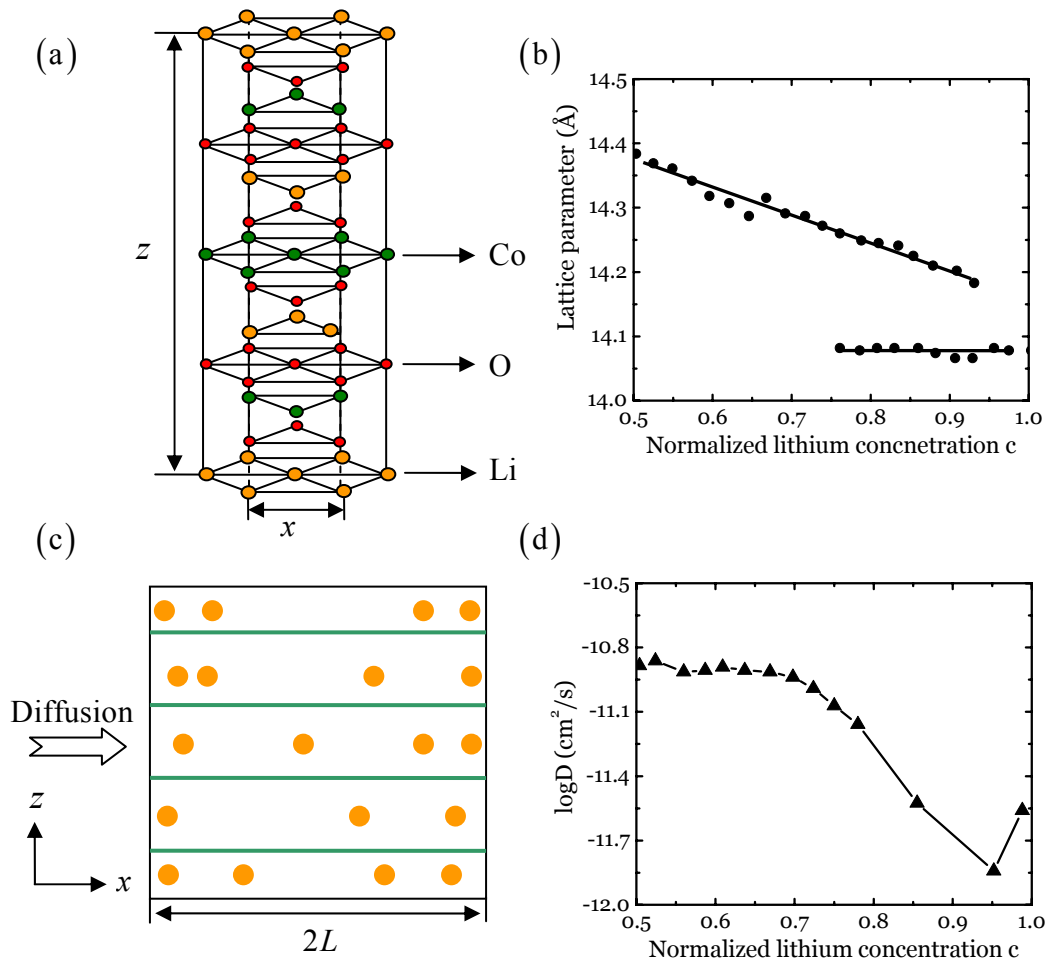 (a)
z
Co
O
Li
x
(b)
Lattice parameter (Å)
14.5
14.4
14.3
14.2
14.1
14.0
0.5 0.6 0.7 0.8 0.9 1.0
Normalized lithium concnetration c
(c)
Diffusion
z
x
2L
(d)
logD (cm²/s)
-10.5
-10.8
-11.1
-11.4
-11.7
-12.0
0.5 0.6 0.7 0.8 0.9 1.0
Normalized lithium concentration c